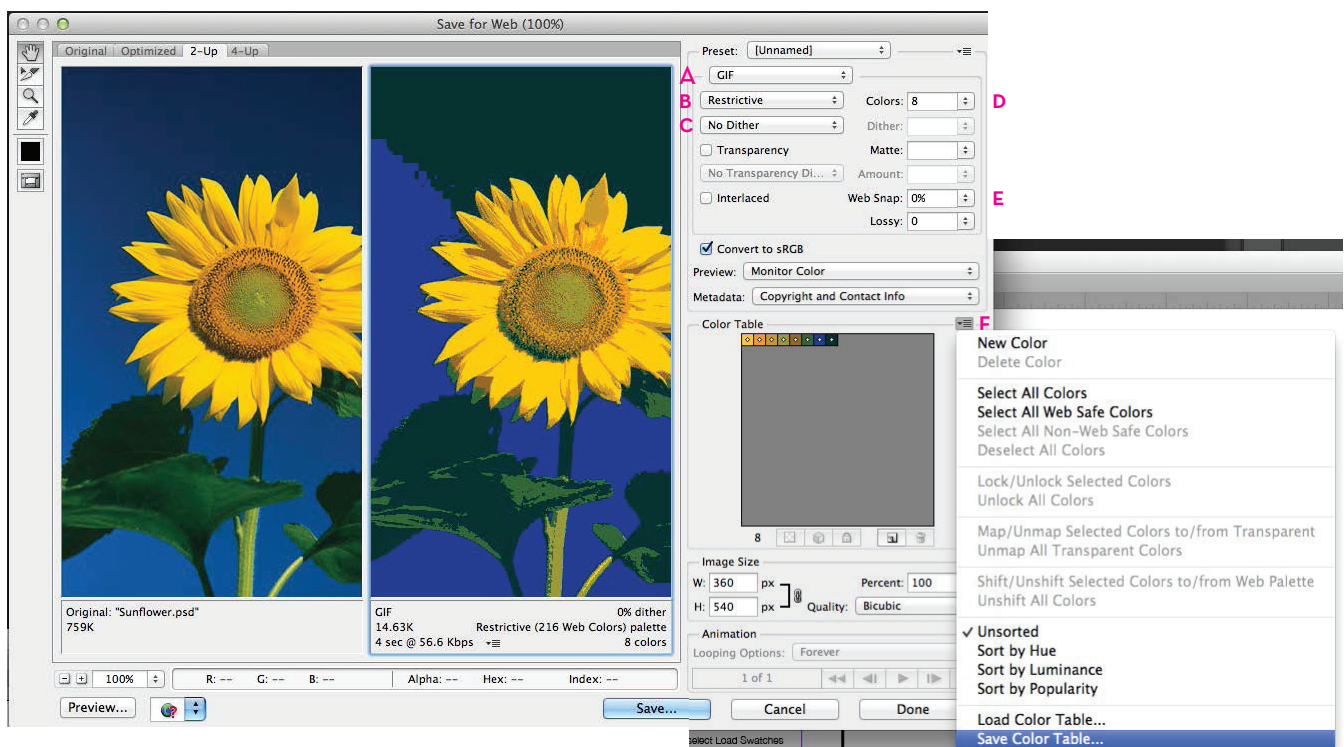 Save for Web (100%)
Original Optimized 2-Up 4-Up
Preset: [Unnamed]
A GIF
B Restrictive Colors: 8 D
C No Dither Dither:
Transparency Matte:
No Transparency Di... Amount:
Interlaced Web Snap: 0% E
Lossy: 0
Convert to sRGB
Preview: Monitor Color
Metadata: Copyright and Contact Info
Color Table F
8
Image Size
W: 360 px Percent: 100
H: 540 px Quality: Bicubic
Animation
Looping Options: Forever
1 of 1
Original: "Sunflower.psd"
759K
GIF 0% dither
14.63K Restrictive (216 Web Colors) palette
4 sec @ 56.6 Kbps 8 colors
100% R: -- G: -- B: -- Alpha: -- Hex: -- Index: --
Preview... Save... Cancel Done
New Color
Delete Color
Select All Colors
Select All Web Safe Colors
Select All Non-Web Safe Colors
Deselect All Colors
Lock/Unlock Selected Colors
Unlock All Colors
Map/Unmap Selected Colors to/from Transparent
Unmap All Transparent Colors
Shift/Unshift Selected Colors to/from Web Palette
Unshift All Colors
✓ Unsorted
Sort by Hue
Sort by Luminance
Sort by Popularity
Load Color Table...
Save Color Table...
select Load Swatches